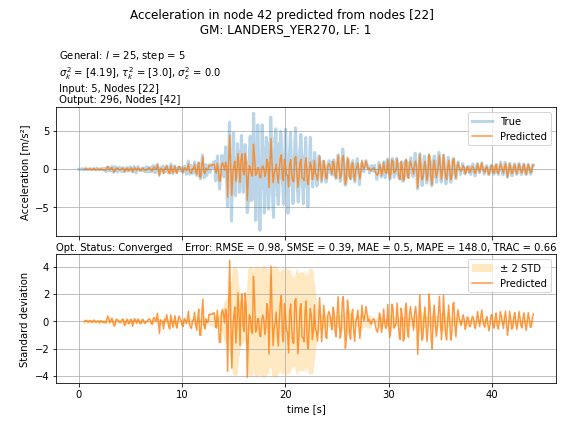 Acceleration in node 42 predicted from nodes [22]
GM: LANDERS_YER270, LF: 1
General: l = 25, step = 5
σ²ₖ = [4.19], τ²ₖ = [3.0], σ²ε = 0.0
Input: 5, Nodes [22]
Output: 296, Nodes [42]
Acceleration [m/s²]
5
0
−5
True
Predicted
Opt. Status: Converged Error: RMSE = 0.98, SMSE = 0.39, MAE = 0.5, MAPE = 148.0, TRAC = 0.66
Standard deviation
4
2
0
−2
−4
± 2 STD
Predicted
0 10 20 30 40
time [s]